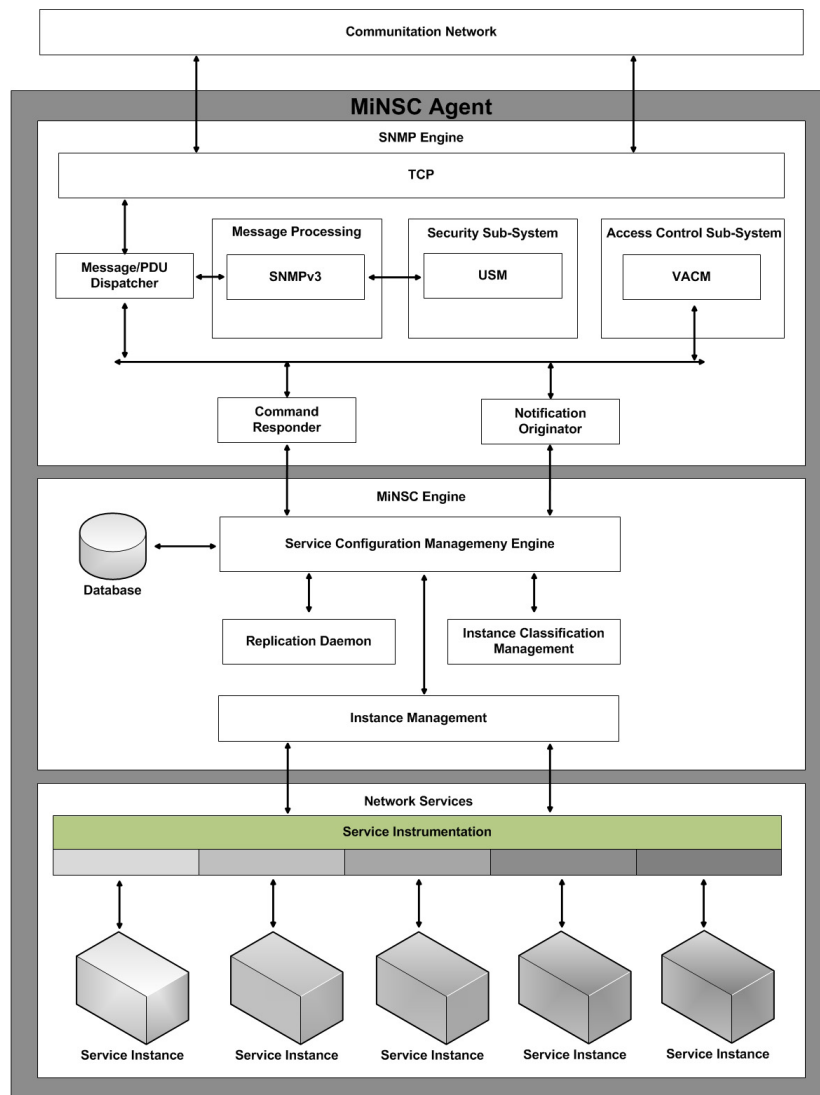 Communitation Network
MiNSC Agent
SNMP Engine
TCP
Message Processing
Security Sub-System
Access Control Sub-System
Message/PDU
Dispatcher
SNMPv3
USM
VACM
Command
Responder
Notification
Originator
MiNSC Engine
Service Configuration Managemeny Engine
Database
Replication Daemon
Instance Classification
Management
Instance Management
Network Services
Service Instrumentation
Service Instance
Service Instance
Service Instance
Service Instance
Service Instance